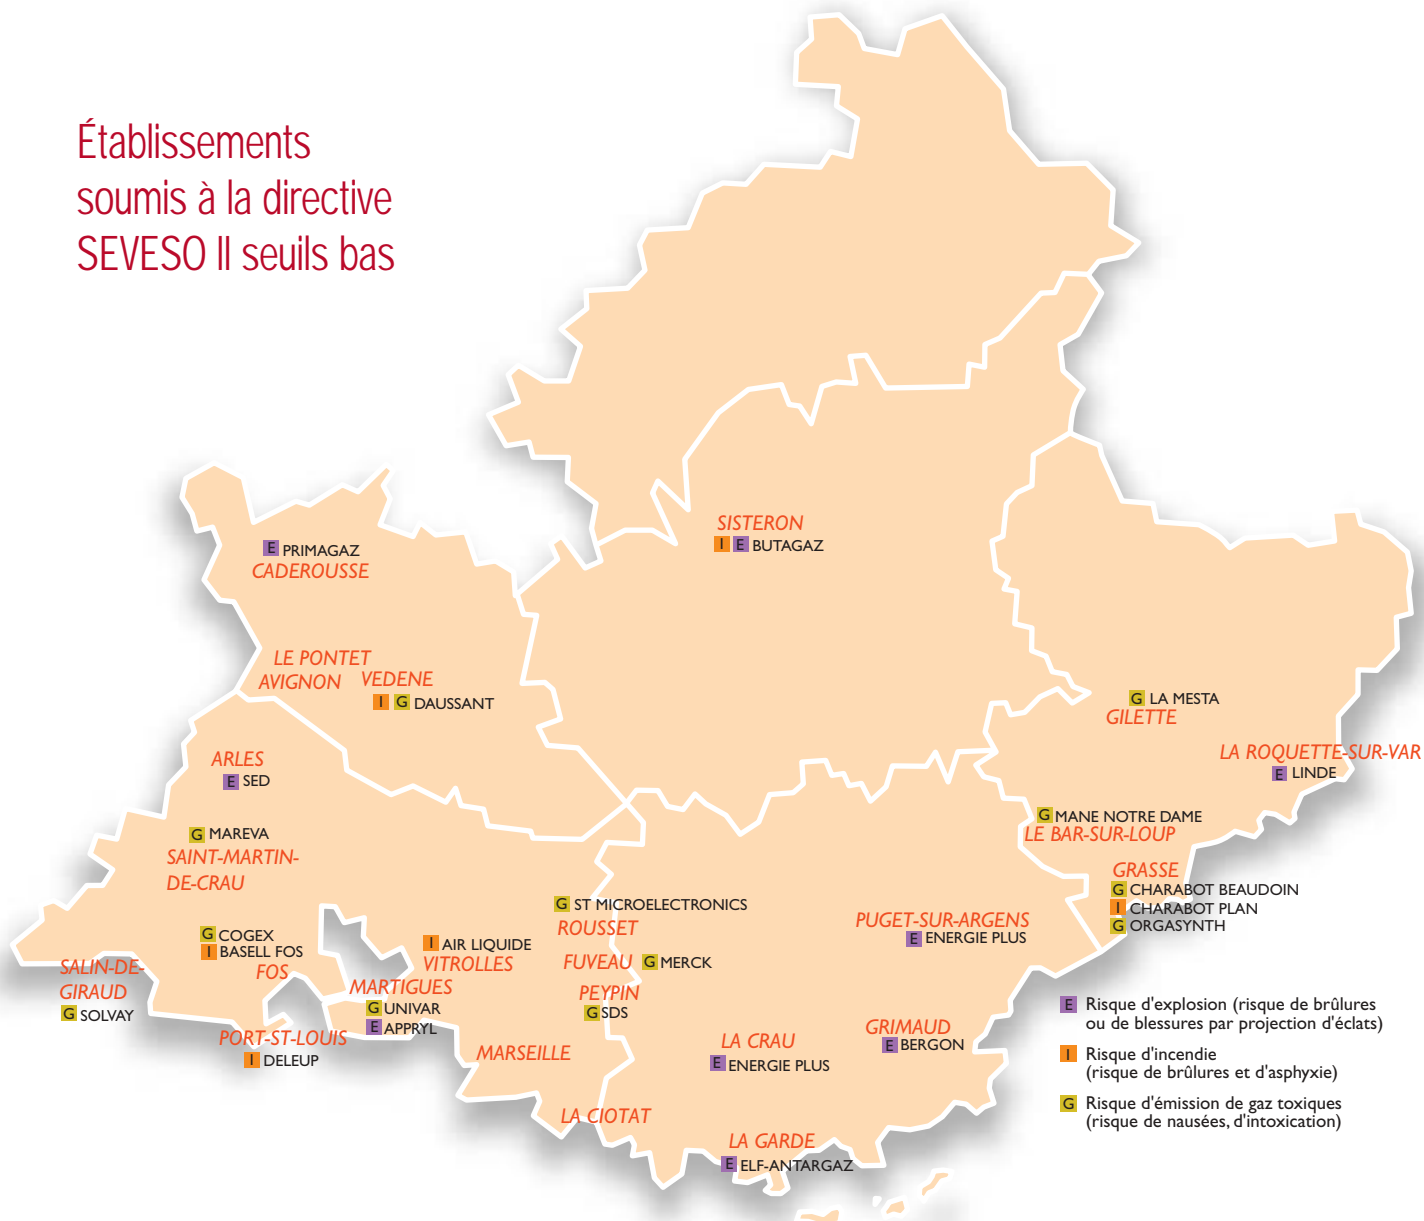 Établissements
soumis à la directive
SEVESO II seuils bas
SISTERON
I E BUTAGAZ
E PRIMAGAZ
CADEROUSSE
LE PONTET
AVIGNON
VEDENE
I G DAUSSANT
G LA MESTA
GILETTE
LA ROQUETTE-SUR-VAR
E LINDE
ARLES
E SED
G MAREVA
SAINT-MARTIN-
DE-CRAU
G MANE NOTRE DAME
LE BAR-SUR-LOUP
GRASSE
G CHARABOT BEAUDOIN
I CHARABOT PLAN
G ORGASYNTH
G ST MICROELECTRONICS
ROUSSET
PUGET-SUR-ARGENS
E ENERGIE PLUS
G COGEX
I BASELL FOS
FOS
I AIR LIQUIDE
VITROLLES
FUVEAU
G MERCK
SALIN-DE-
GIRAUD
G SOLVAY
MARTIGUES
G UNIVAR
E APPRYL
PEYPIN
G SDS
PORT-ST-LOUIS
I DELEUP
MARSEILLE
LA CRAU
E ENERGIE PLUS
GRIMAUD
E BERGON
LA CIOTAT
LA GARDE
E ELF-ANTARGAZ
E Risque d'explosion (risque de brûlures
ou de blessures par projection d'éclats)
I Risque d'incendie
(risque de brûlures et d'asphyxie)
G Risque d'émission de gaz toxiques
(risque de nausées, d'intoxication)